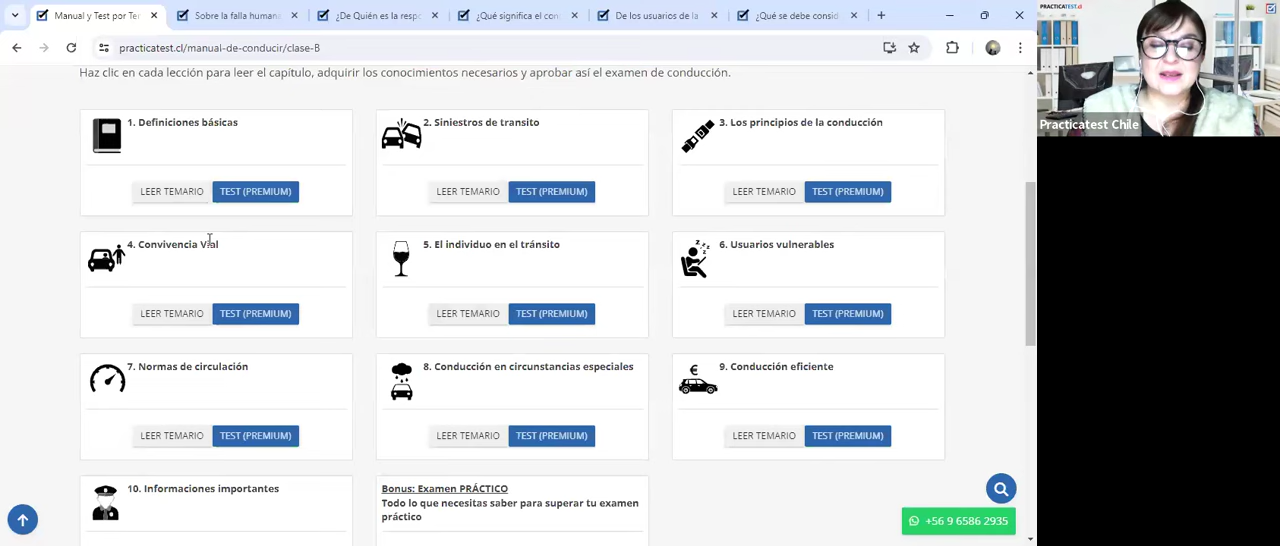 Manual y Test por Te
Sobre la falla humana
¿De Quién es la resp
¿Qué significa el con
De los usuarios de la
¿Qué se debe consid
practicatest.cl/manual-de-conducir/clase-B
Haz clic en cada lección para leer el capítulo, adquirir los conocimientos necesarios y aprobar así el examen de conducción.
1. Definiciones básicas
LEER TEMARIO TEST (PREMIUM)
2. Siniestros de transito
LEER TEMARIO TEST (PREMIUM)
3. Los principios de la conducción
LEER TEMARIO TEST (PREMIUM)
4. Convivencia Vial
LEER TEMARIO TEST (PREMIUM)
5. El individuo en el tránsito
LEER TEMARIO TEST (PREMIUM)
6. Usuarios vulnerables
LEER TEMARIO TEST (PREMIUM)
7. Normas de circulación
LEER TEMARIO TEST (PREMIUM)
8. Conducción en circunstancias especiales
LEER TEMARIO TEST (PREMIUM)
9. Conducción eficiente
LEER TEMARIO TEST (PREMIUM)
10. Informaciones importantes
Bonus: Examen PRÁCTICO
Todo lo que necesitas saber para superar tu examen
práctico
+56 9 6586 2935
PRACTICATEST.cl
Practicatest Chile